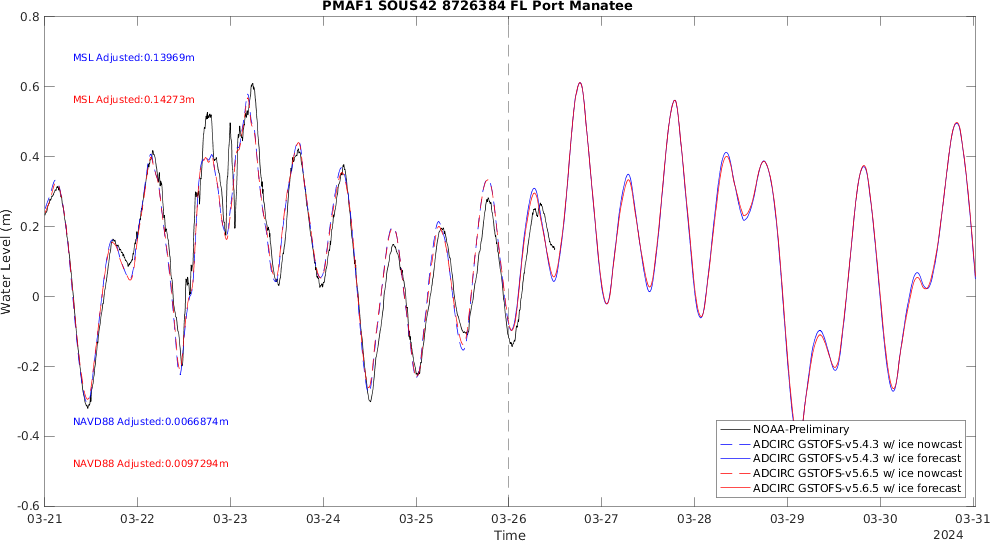 PMAF1 SOUS42 8726384 FL Port Manatee
0.8
0.6
0.4
0.2
0
-0.2
-0.4
-0.6
Water Level (m)
MSL Adjusted:0.13969m
MSL Adjusted:0.14273m
NAVD88 Adjusted:0.0066874m
NAVD88 Adjusted:0.0097294m
NOAA-Preliminary
ADCIRC GSTOFS-v5.4.3 w/ ice nowcast
ADCIRC GSTOFS-v5.4.3 w/ ice forecast
ADCIRC GSTOFS-v5.6.5 w/ ice nowcast
ADCIRC GSTOFS-v5.6.5 w/ ice forecast
03-21 03-22 03-23 03-24 03-25 03-26 03-27 03-28 03-29 03-30 03-31
Time
2024